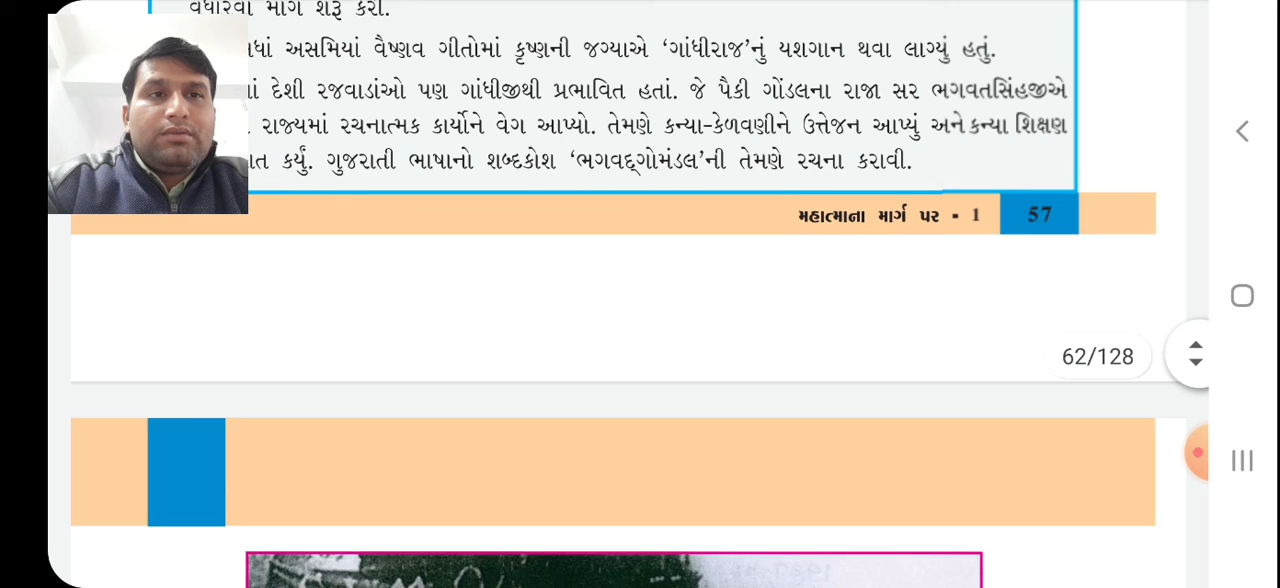 વધારવા માંગ શરૂ કરી.
અસમિયાં વૈષ્ણવ ગીતોમાં કૃષ્ણની જગ્યાએ ‘ગાંધીરાજ’નું યશગાન થવા લાગ્યું હતું.
દેશી રજવાડાંઓ પણ ગાંધીજીથી પ્રભાવિત હતાં. જે પૈકી ગોંડલના રાજા સર ભગવતસિંહજીએ
રાજ્યમાં રચનાત્મક કાર્યોને વેગ આપ્યો. તેમણે કન્યા-કેળવણીને ઉત્તેજન આપ્યું અને કન્યા શિક્ષણ
કર્યું. ગુજરાતી ભાષાનો શબ્દકોશ ‘ભગવદ્ગોમંડલ’ની તેમણે રચના કરાવી.
મહાત્માના માર્ગ પર - 1 57
62/128